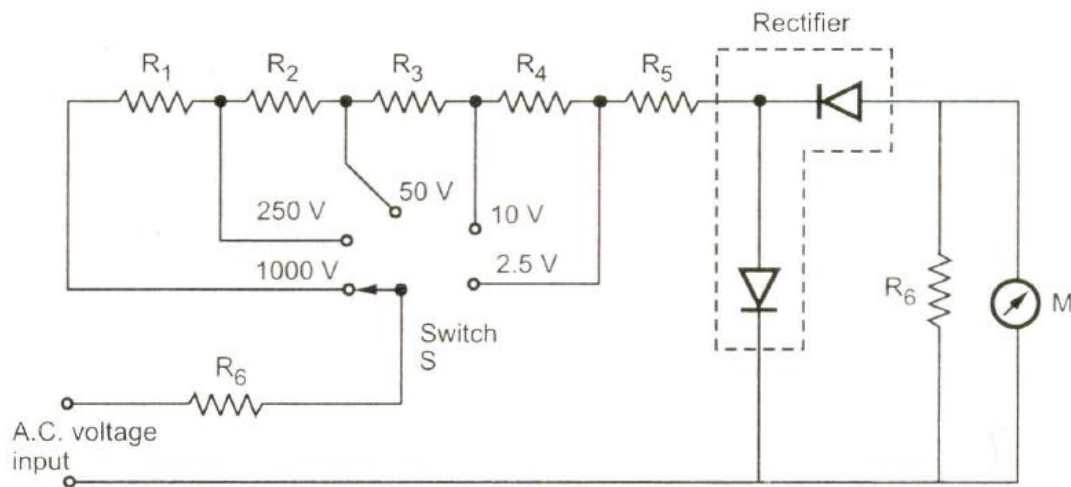 Rectifier
R1
R2
R3
R4
R5
50 V
250 V
10 V
1000 V
2.5 V
R6
M
Switch
S
R6
A.C. voltage
input